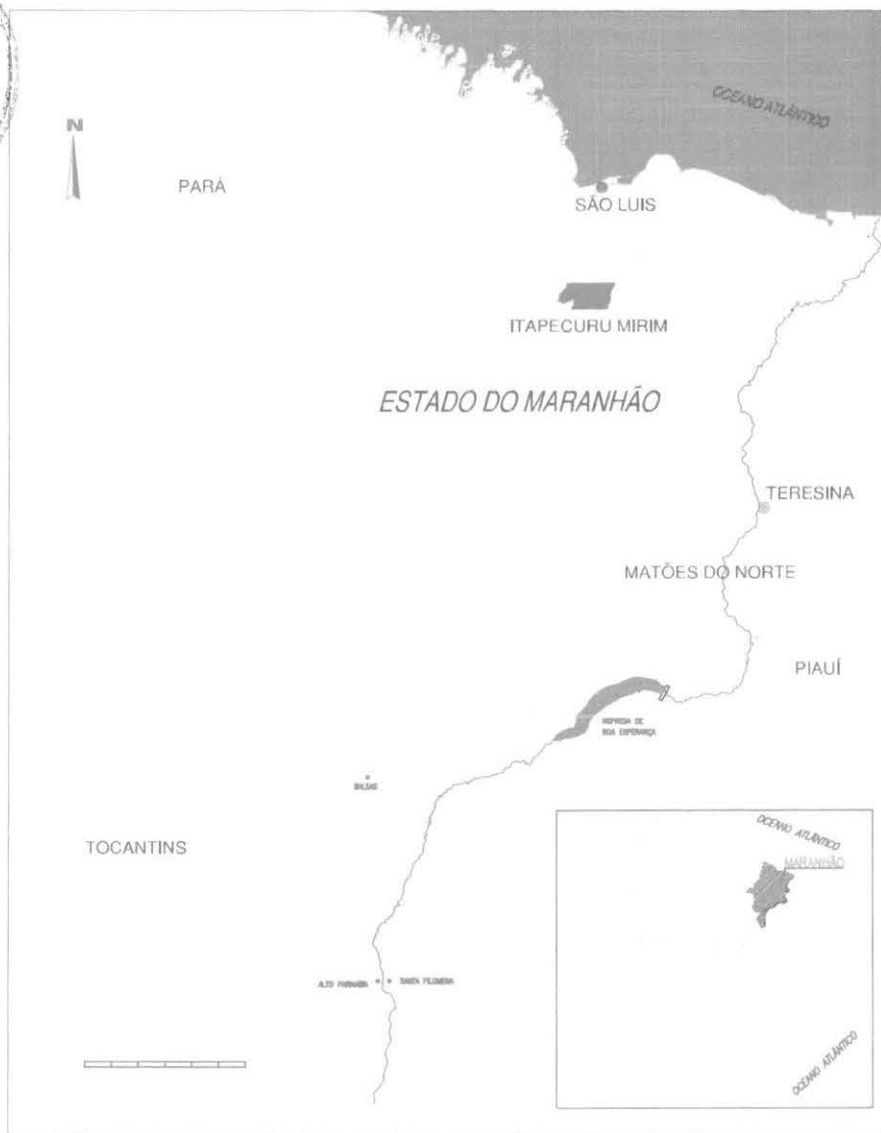 OCEANO ATLÂNTICO
N
PARÁ
SÃO LUIS
ITAPECURU MIRIM
ESTADO DO MARANHÃO
TERESINA
MATÕES DO NORTE
PIAUÍ
REPRESA DE
BOA ESPERANÇA
BALSAS
TOCANTINS
OCEANO ATLÂNTICO
MARANHÃO
ALTO PARNAÍBA
SANTA FILOMENA
OCEANO ATLÂNTICO